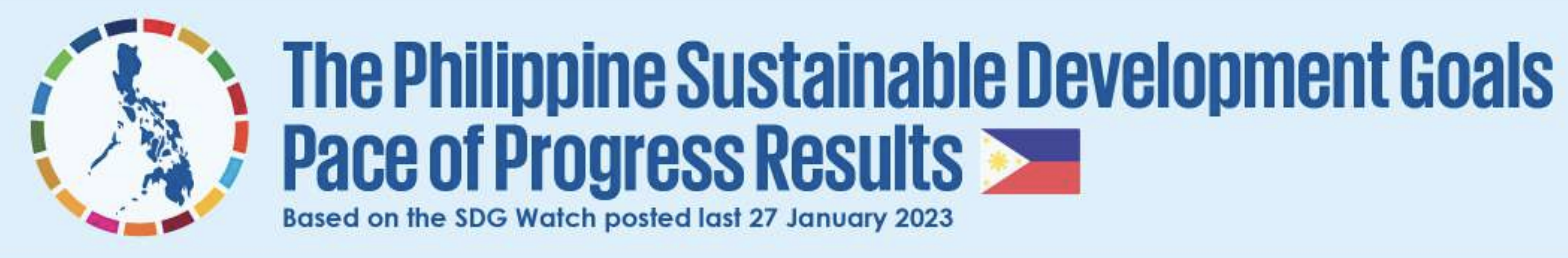 The Philippine Sustainable Development Goals
Pace of Progress Results
Based on the SDG Watch posted last 27 January 2023